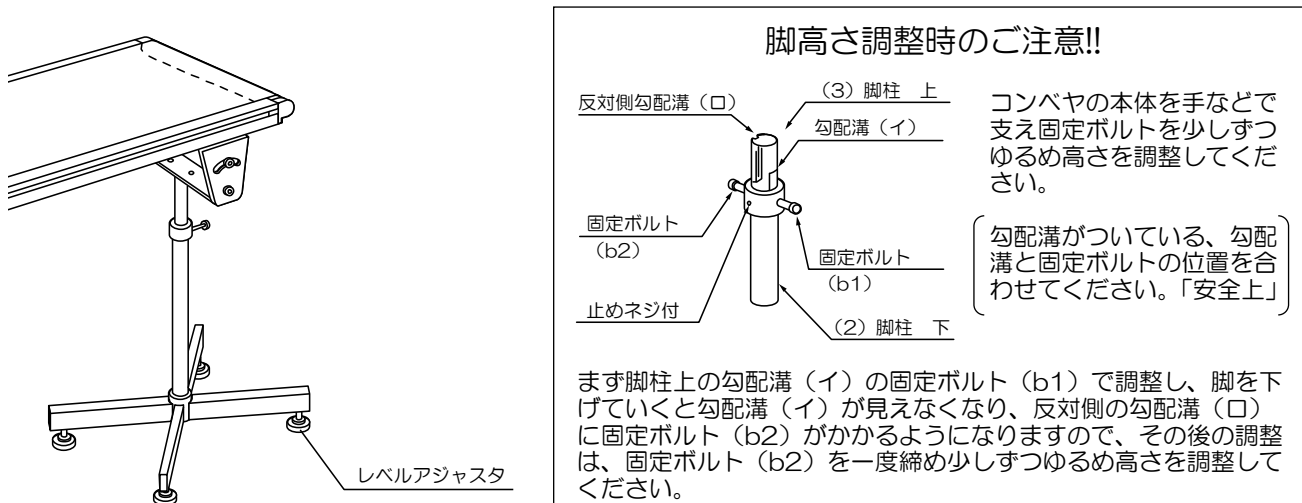 脚高さ調整時のご注意!!
反対側勾配溝（ロ）
（3）脚柱　上
勾配溝（イ）
固定ボルト
（b2）
固定ボルト
（b1）
止めネジ付
（2）脚柱　下
コンベヤの本体を手などで
支え固定ボルトを少しずつ
ゆるめ高さを調整してくだ
さい。
勾配溝がついている、勾配
溝と固定ボルトの位置を合
わせてください。「安全上」
まず脚柱上の勾配溝（イ）の固定ボルト（b1）で調整し、脚を下
げていくと勾配溝（イ）が見えなくなり、反対側の勾配溝（ロ）
に固定ボルト（b2）がかかるようになりますので、その後の調整
は、固定ボルト（b2）を一度締め少しずつゆるめ高さを調整して
ください。
レベルアジャスタ